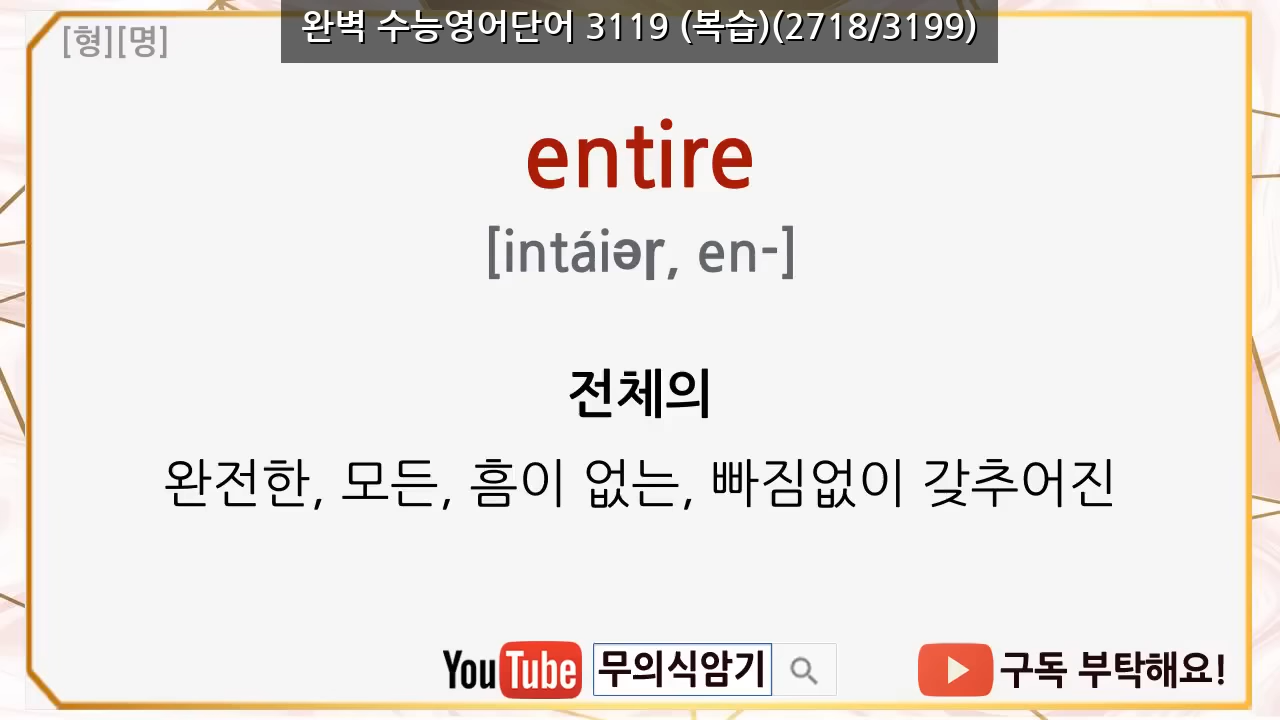 완벽 수능영어단어 3119 (복습)(2718/3199)
[형][명]
entire
[intáiər, en-]
전체의
완전한, 모든, 흠이 없는, 빠짐없이 갖추어진
YouTube 무의식암기 구독 부탁해요!